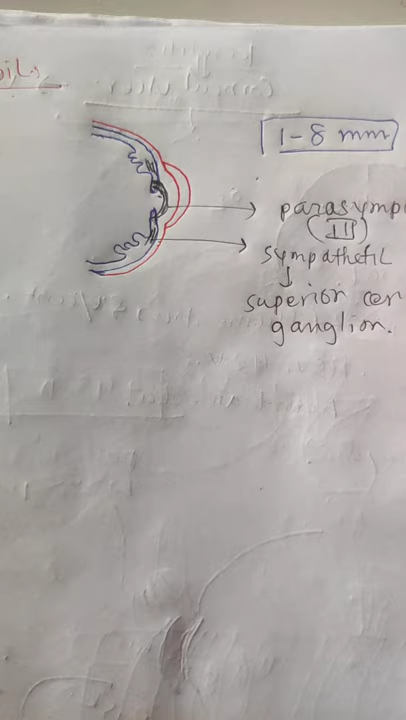 1-8 mm
parasymp
(III)
sympathetic
superior cer
ganglion.